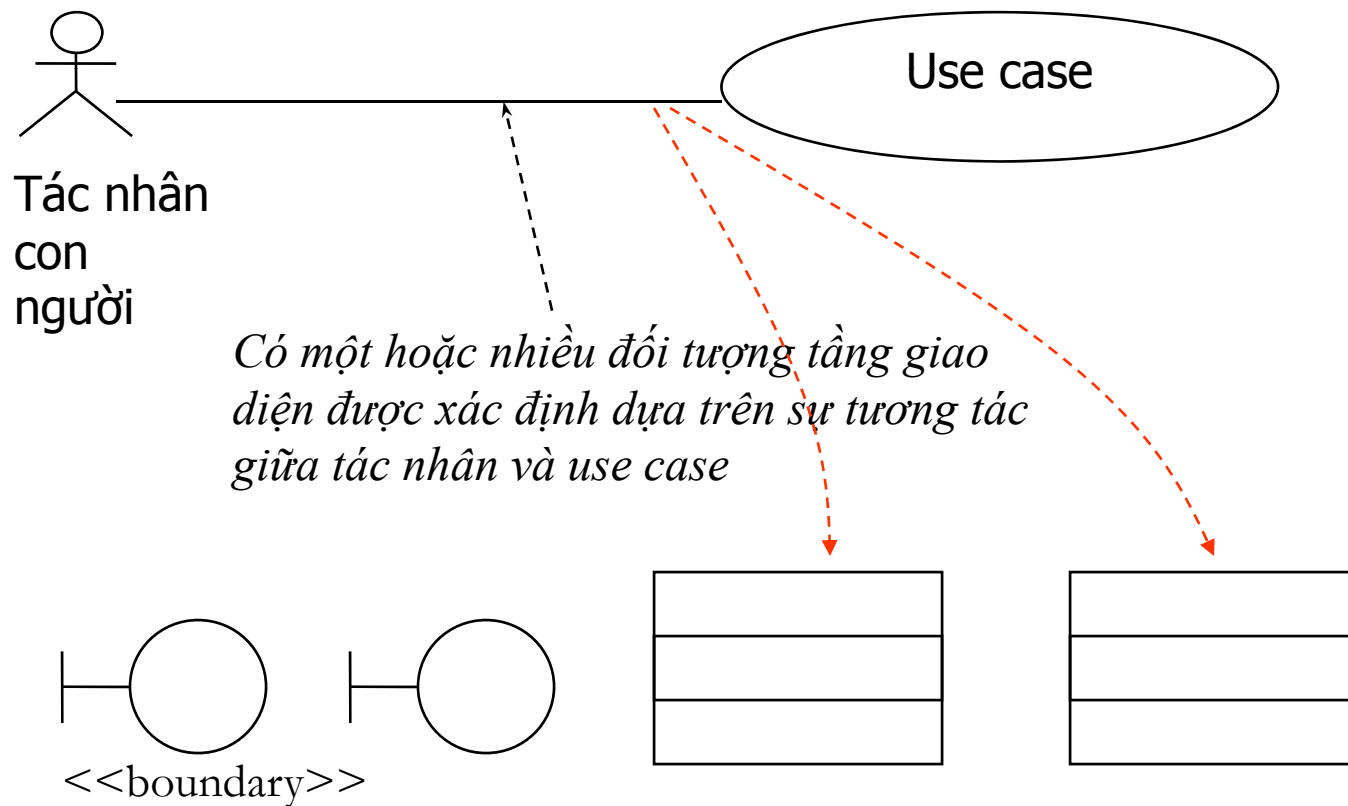 Use case
Tác nhân
con
người
Có một hoặc nhiều đối tượng tầng giao
diện được xác định dựa trên sự tương tác
giữa tác nhân và use case
<<boundary>>